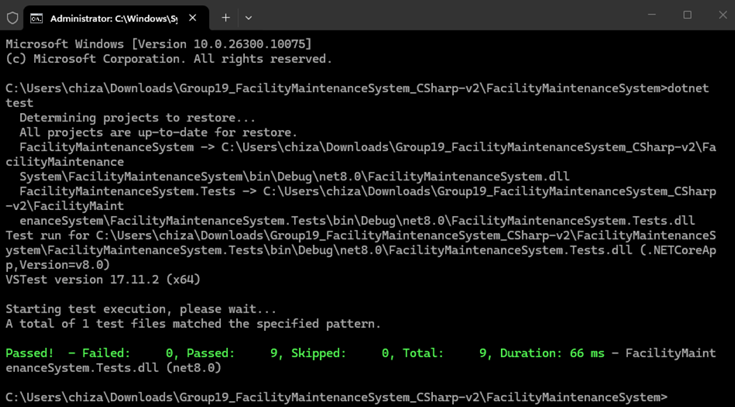 Administrator: C:\Windows\Sy
Microsoft Windows [Version 10.0.26300.10075]
(c) Microsoft Corporation. All rights reserved.
C:\Users\chiza\Downloads\Group19_FacilityMaintenanceSystem_CSharp-v2\FacilityMaintenanceSystem>dotnet
test
Determining projects to restore...
All projects are up-to-date for restore.
FacilityMaintenanceSystem -> C:\Users\chiza\Downloads\Group19_FacilityMaintenanceSystem_CSharp-v2\Fa
cilityMaintenance
System\FacilityMaintenanceSystem\bin\Debug\net8.0\FacilityMaintenanceSystem.dll
FacilityMaintenanceSystem.Tests -> C:\Users\chiza\Downloads\Group19_FacilityMaintenanceSystem_CSharp
-v2\FacilityMaint
enanceSystem\FacilityMaintenanceSystem.Tests\bin\Debug\net8.0\FacilityMaintenanceSystem.Tests.dll
Test run for C:\Users\chiza\Downloads\Group19_FacilityMaintenanceSystem_CSharp-v2\FacilityMaintenanceS
ystem\FacilityMaintenanceSystem.Tests\bin\Debug\net8.0\FacilityMaintenanceSystem.Tests.dll (.NETCoreAp
p,Version=v8.0)
VSTest version 17.11.2 (x64)
Starting test execution, please wait...
A total of 1 test files matched the specified pattern.
Passed!  - Failed:     0, Passed:     9, Skipped:     0, Total:     9, Duration: 66 ms - FacilityMaint
enanceSystem.Tests.dll (net8.0)
C:\Users\chiza\Downloads\Group19_FacilityMaintenanceSystem_CSharp-v2\FacilityMaintenanceSystem>